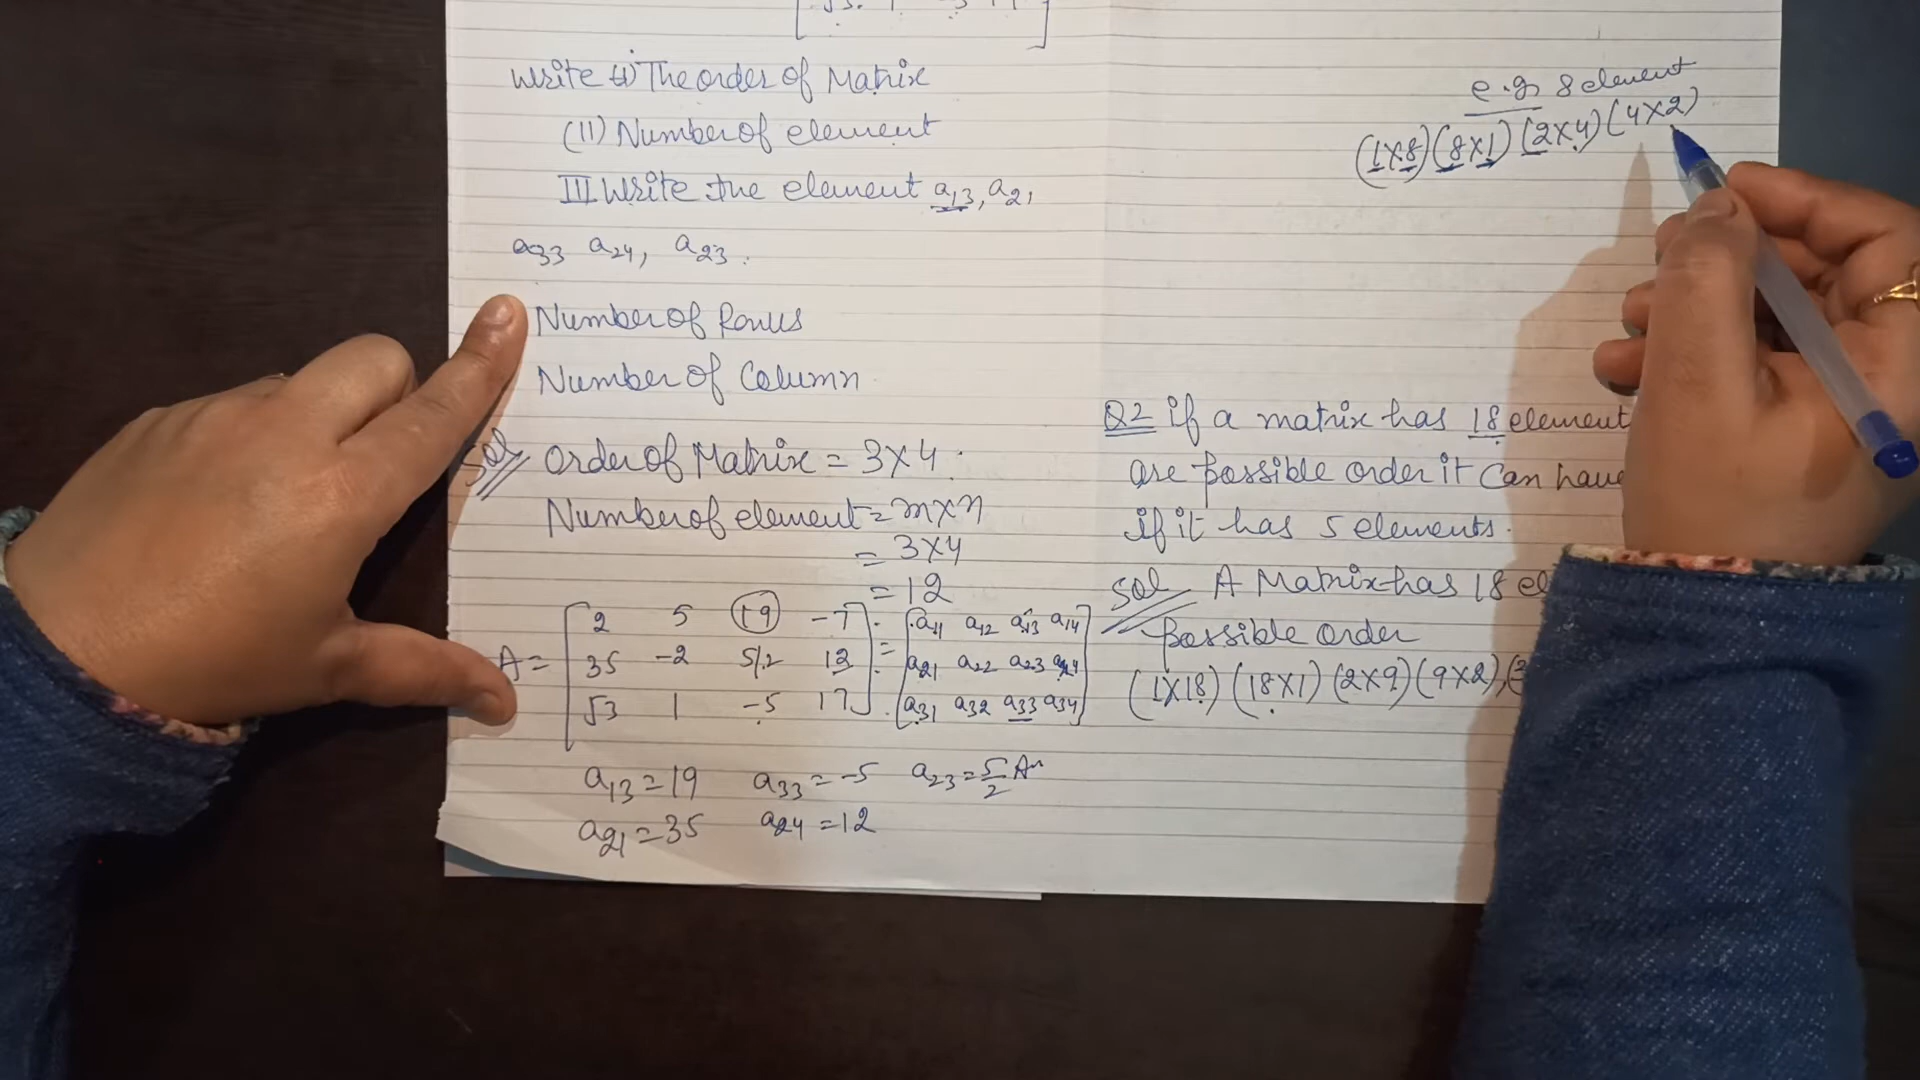 Write (i) The order of Matrix
(II) Number of element
III Write the element a13, a21
a33 a24, a23.
Number of Rows
Number of Column
Sol Order of Matrix = 3×4.
Number of element = m×n
= 3×4
= 12
A = [2 5 19 -7
35 -2 5/2 12
√3 1 -5 17] = [a11 a12 a13 a14
a21 a22 a23 a24
a31 a32 a33 a34]
a13 = 19 a33 = -5 a23 = 5/2 An
a21 = 35 a24 = 12
e.g. 8 element
(1×8) (8×1) (2×4) (4×2)
Q2 if a matrix has 18 element
are possible order it can have
if it has 5 elements.
Sol A Matrix has 18 el
possible order
(1×18) (18×1) (2×9) (9×2), (